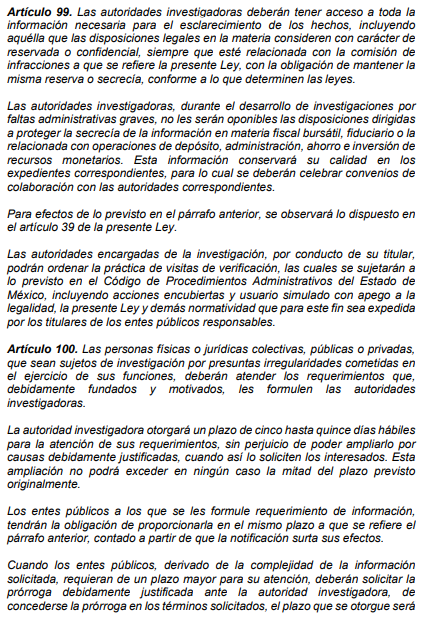 Artículo 99. Las autoridades investigadoras deberán tener acceso a toda la
información necesaria para el esclarecimiento de los hechos, incluyendo
aquélla que las disposiciones legales en la materia consideren con carácter de
reservada o confidencial, siempre que esté relacionada con la comisión de
infracciones a que se refiere la presente Ley, con la obligación de mantener la
misma reserva o secrecía, conforme a lo que determinen las leyes.
Las autoridades investigadoras, durante el desarrollo de investigaciones por
faltas administrativas graves, no les serán oponibles las disposiciones dirigidas
a proteger la secrecía de la información en materia fiscal bursátil, fiduciario o la
relacionada con operaciones de depósito, administración, ahorro e inversión de
recursos monetarios. Esta información conservará su calidad en los
expedientes correspondientes, para lo cual se deberán celebrar convenios de
colaboración con las autoridades correspondientes.
Para efectos de lo previsto en el párrafo anterior, se observará lo dispuesto en
el artículo 39 de la presente Ley.
Las autoridades encargadas de la investigación, por conducto de su titular,
podrán ordenar la práctica de visitas de verificación, las cuales se sujetarán a
lo previsto en el Código de Procedimientos Administrativos del Estado de
México, incluyendo acciones encubiertas y usuario simulado con apego a la
legalidad, la presente Ley y demás normatividad que para este fin sea expedida
por los titulares de los entes públicos responsables.
Artículo 100. Las personas físicas o jurídicas colectivas, públicas o privadas,
que sean sujetos de investigación por presuntas irregularidades cometidas en
el ejercicio de sus funciones, deberán atender los requerimientos que,
debidamente fundados y motivados, les formulen las autoridades
investigadoras.
La autoridad investigadora otorgará un plazo de cinco hasta quince días hábiles
para la atención de sus requerimientos, sin perjuicio de poder ampliarlo por
causas debidamente justificadas, cuando así lo soliciten los interesados. Esta
ampliación no podrá exceder en ningún caso la mitad del plazo previsto
originalmente.
Los entes públicos a los que se les formule requerimiento de información,
tendrán la obligación de proporcionarla en el mismo plazo a que se refiere el
párrafo anterior, contado a partir de que la notificación surta sus efectos.
Cuando los entes públicos, derivado de la complejidad de la información
solicitada, requieran de un plazo mayor para su atención, deberán solicitar la
prórroga debidamente justificada ante la autoridad investigadora, de
concederse la prórroga en los términos solicitados, el plazo que se otorgue será